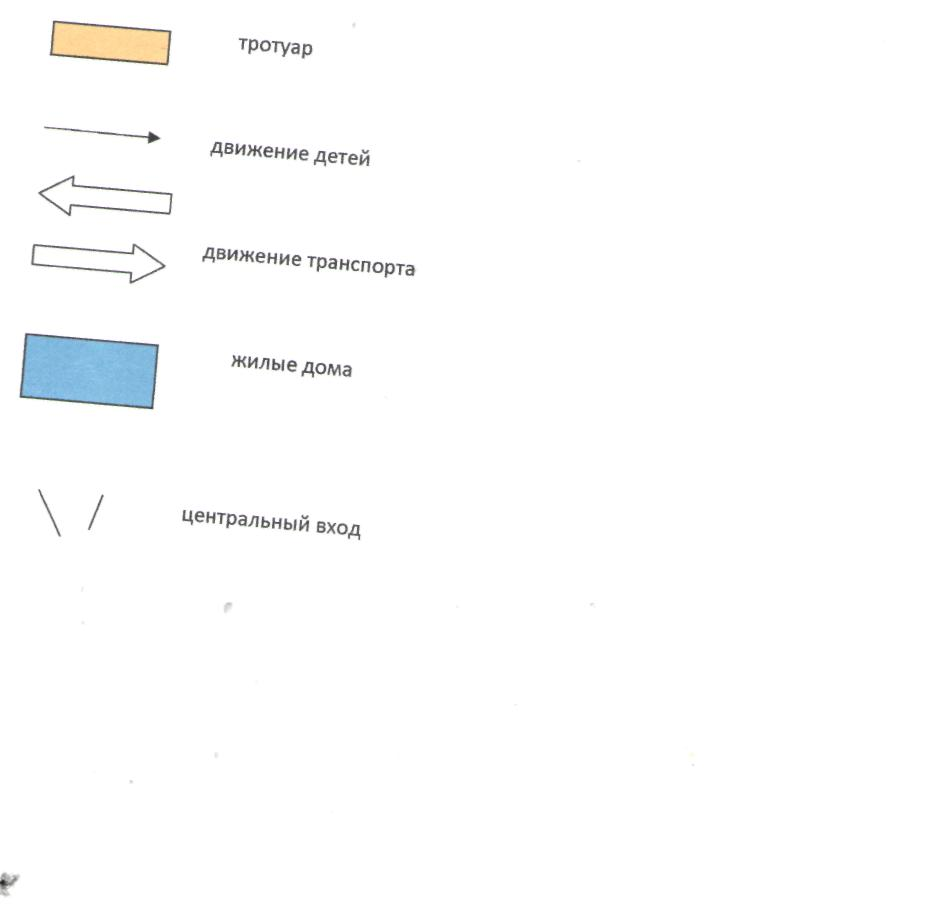 тротуар
движение детей
движение транспорта
жилые дома
центральный вход